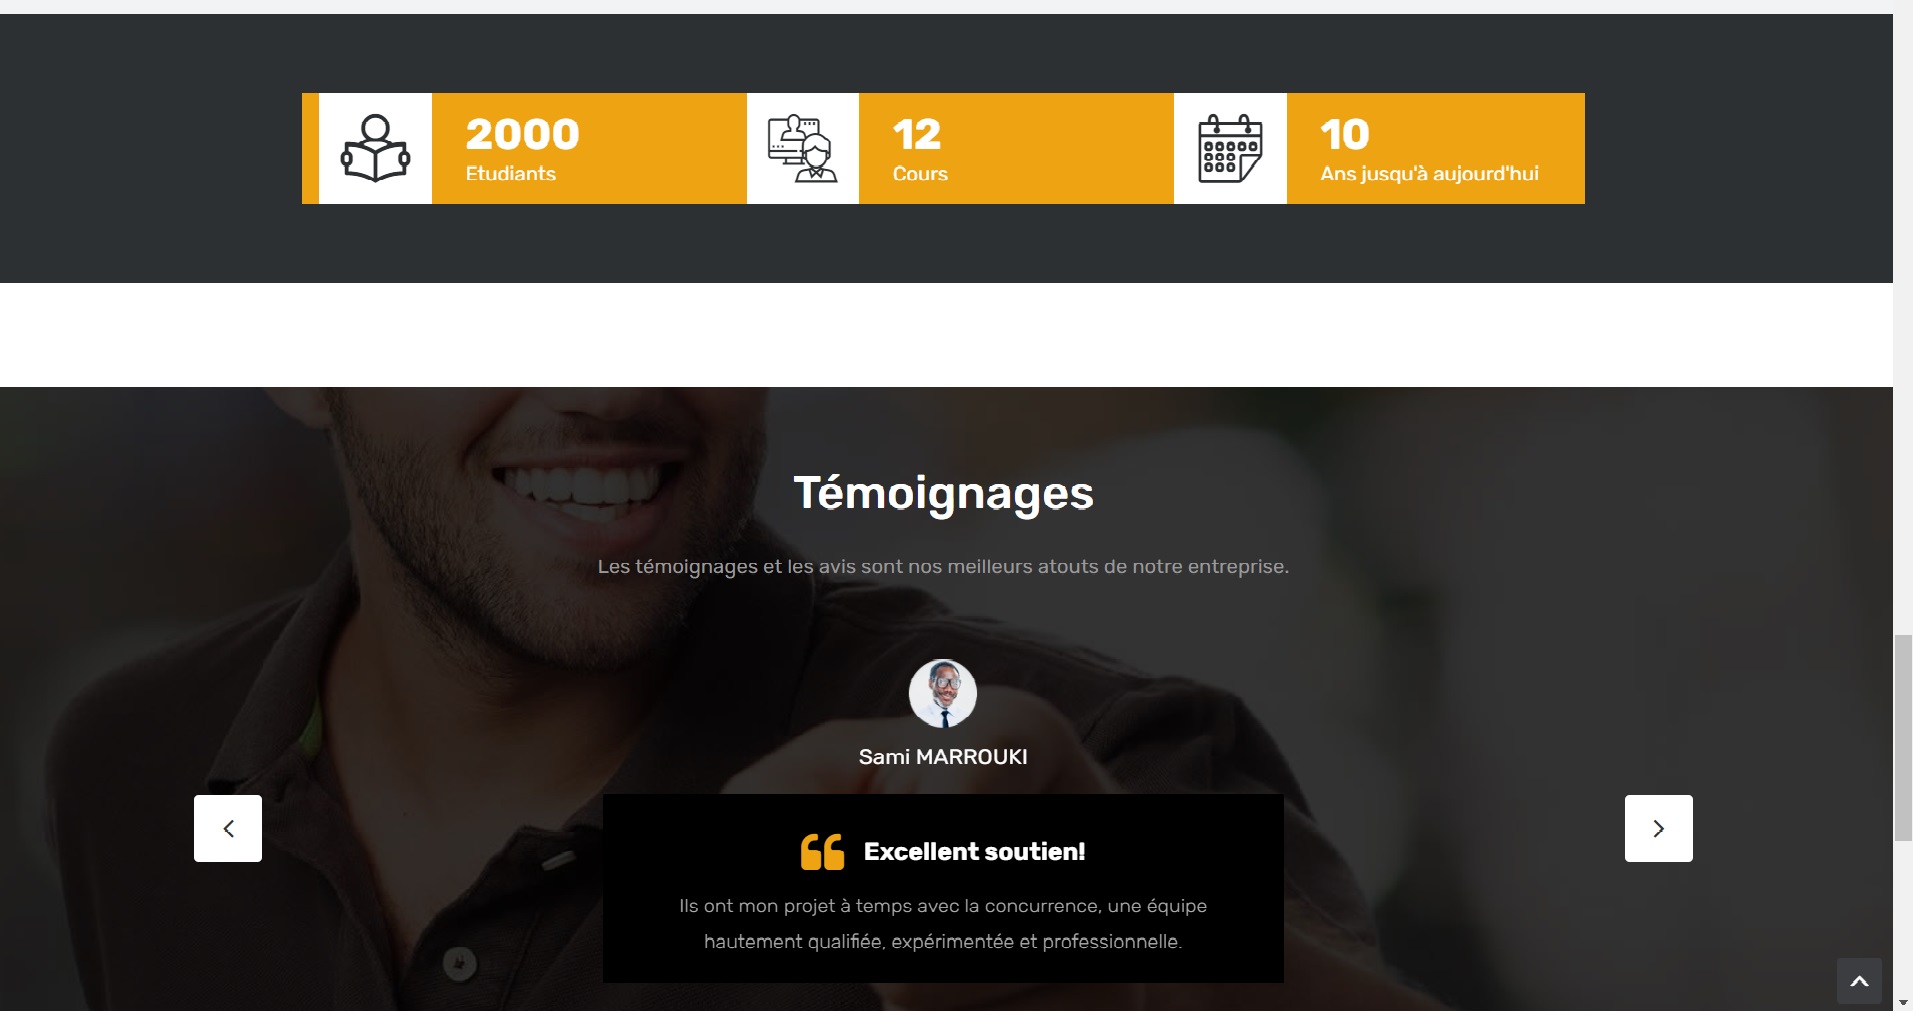 2000
Etudiants
12
Cours
10
Ans jusqu'à aujourd'hui
Témoignages
Les témoignages et les avis sont nos meilleurs atouts de notre entreprise.
Sami MARROUKI
Excellent soutien!
Ils ont mon projet à temps avec la concurrence, une équipe
hautement qualifiée, expérimentée et professionnelle.